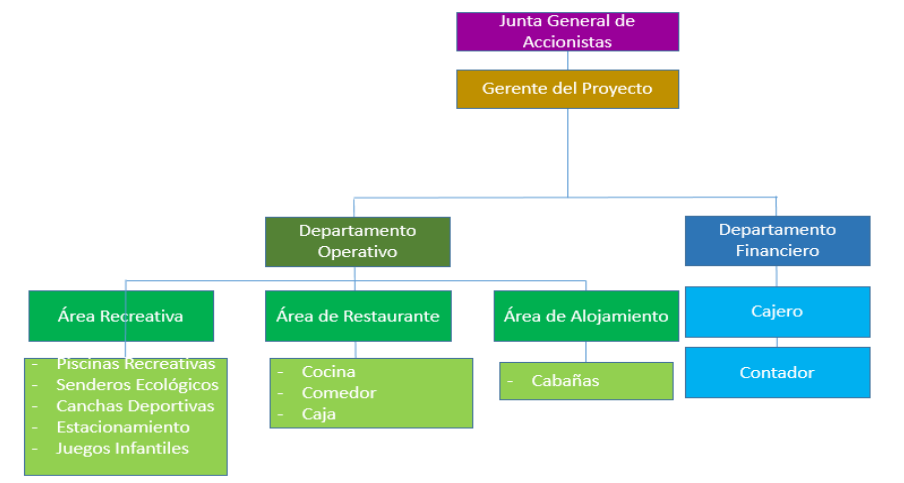 Junta General de
Accionistas
Gerente del Proyecto
Departamento
Operativo
Departamento
Financiero
Área Recreativa
Área de Restaurante
Área de Alojamiento
Cajero
- Piscinas Recreativas
- Senderos Ecológicos
- Canchas Deportivas
- Estacionamiento
- Juegos Infantiles
- Cocina
- Comedor
- Caja
- Cabañas
Contador